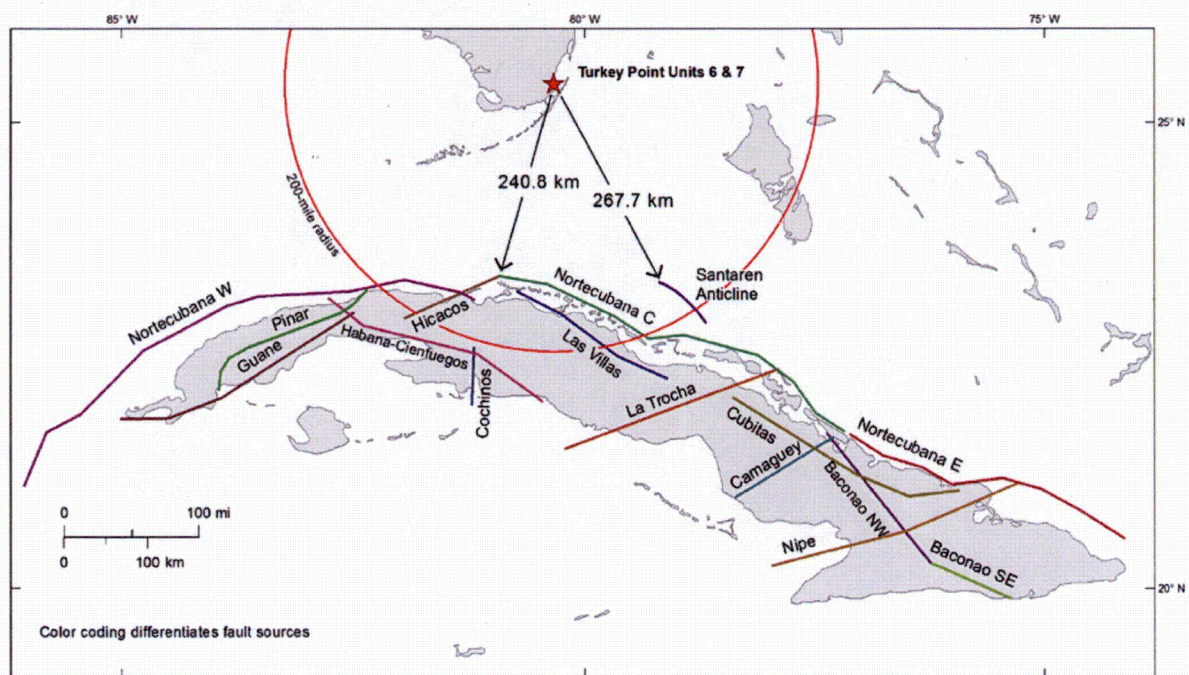 85° W
80° W
75° W
Turkey Point Units 6 & 7
25° N
240.8 km
267.7 km
200-mile radius
Santaren
Anticline
Nortecubana W
Nortecubana C
Pinar
Hicacos
Guane
Habana-Cienfuegos
Las Villas
Cochinos
La Trocha
Cubitas
Nortecubana E
Camaguey
Baconao NW
0 100 mi
0 100 km
Nipe
Baconao SE
20° N
Color coding differentiates fault sources